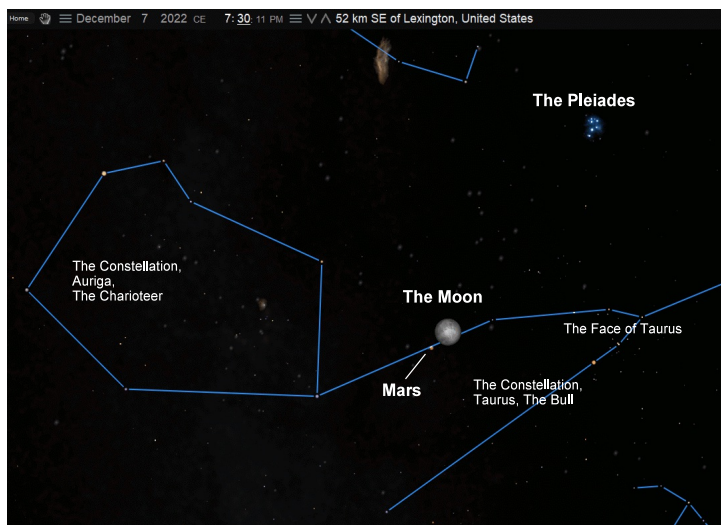 Home December 7 2022 CE 7:30:11 PM 52 km SE of Lexington, United States
The Pleiades
The Constellation,
Auriga,
The Charioteer
The Moon
The Face of Taurus
Mars
The Constellation,
Taurus, The Bull